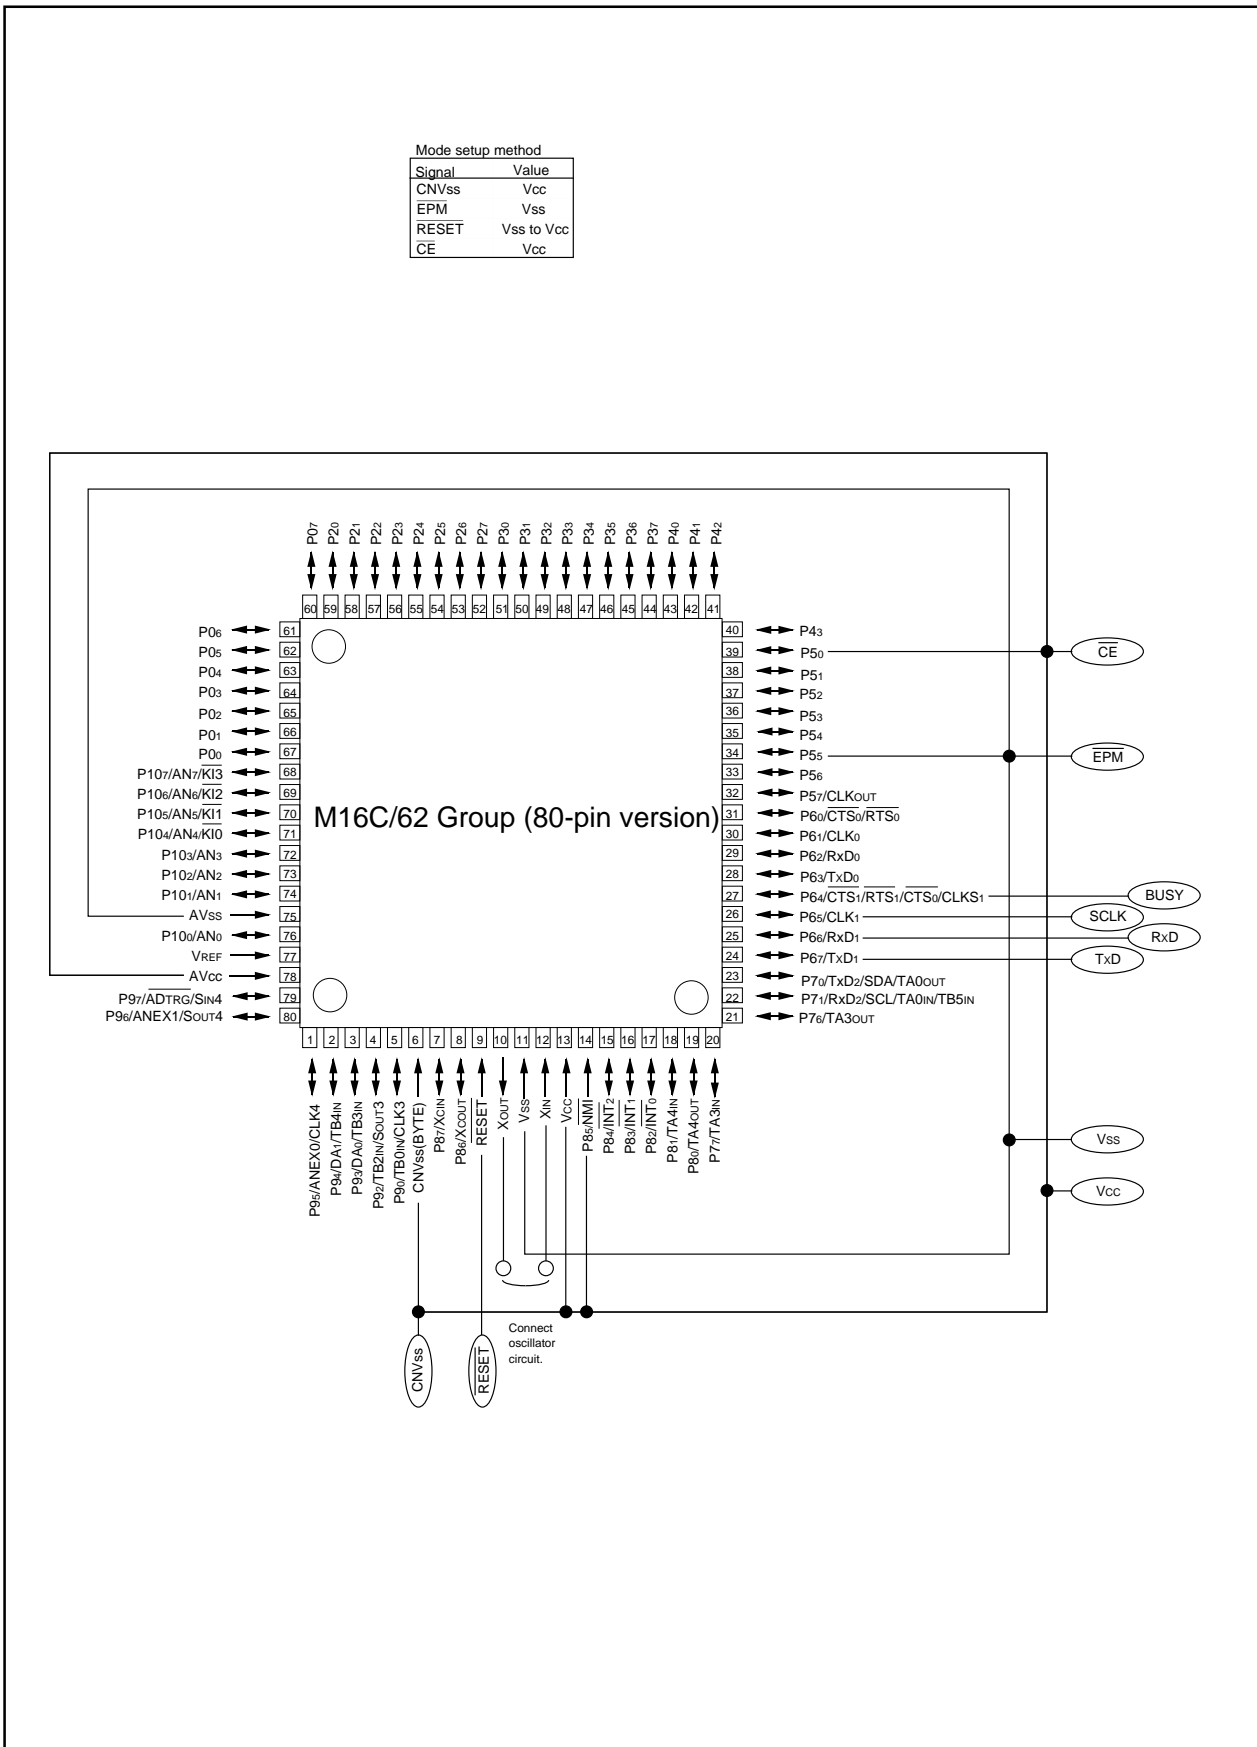 Mode setup method
Signal Value
CNVss Vcc
EPM Vss
RESET Vss to Vcc
CE Vcc
P07 P20 P21 P22 P23 P24 P25 P26 P27 P30 P31 P32 P33 P34 P35 P36 P37 P40 P41 P42
60 59 58 57 56 55 54 53 52 51 50 49 48 47 46 45 44 43 42 41
P06 61 40 P43
P05 62 39 P50 CE
P04 63 38 P51
P03 64 37 P52
P02 65 36 P53
P01 66 35 P54
P00 67 34 P55 EPM
P107/AN7/KI3 68 33 P56
P106/AN6/KI2 69 32 P57/CLKOUT
P105/AN5/KI1 70 31 P60/CTS0/RTS0
M16C/62 Group (80-pin version)
P104/AN4/KI0 71 30 P61/CLK0
P103/AN3 72 29 P62/RxD0
P102/AN2 73 28 P63/TxD0
P101/AN1 74 27 P64/CTS1/RTS1/CTS0/CLKS1 BUSY
AVss 75 26 P65/CLK1 SCLK
P100/AN0 76 25 P66/RxD1 RxD
VREF 77 24 P67/TxD1 TxD
AVcc 78 23 P70/TxD2/SDA/TA0OUT
P97/ADTRG/SIN4 79 22 P71/RxD2/SCL/TA0IN/TB5IN
P96/ANEX1/SOUT4 80 21 P76/TA3OUT
1 2 3 4 5 6 7 8 9 10 11 12 13 14 15 16 17 18 19 20
P95/ANEX0/CLK4
P94/DA1/TB4IN
P93/DA0/TB3IN
P92/TB2IN/SOUT3
P90/TB0IN/CLK3
CNVss(BYTE)
P87/XCIN
P86/XCOUT
RESET
XOUT
Vss
XIN
Vcc
P85/NMI
P84/INT2
P83/INT1
P82/INT0
P81/TA4IN
P80/TA4OUT
P77/TA3IN
Vss
Vcc
Connect
oscillator
circuit.
CNVss
RESET